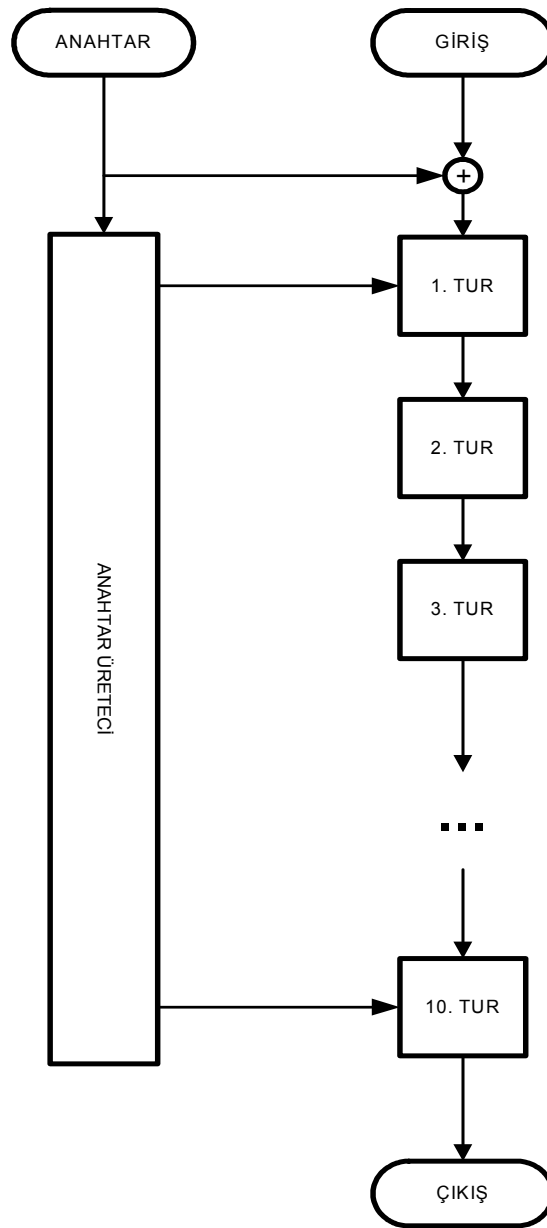 ANAHTAR
GİRİŞ
+
1. TUR
2. TUR
ANAHTAR ÜRETECİ
3. TUR
...
10. TUR
ÇIKIŞ